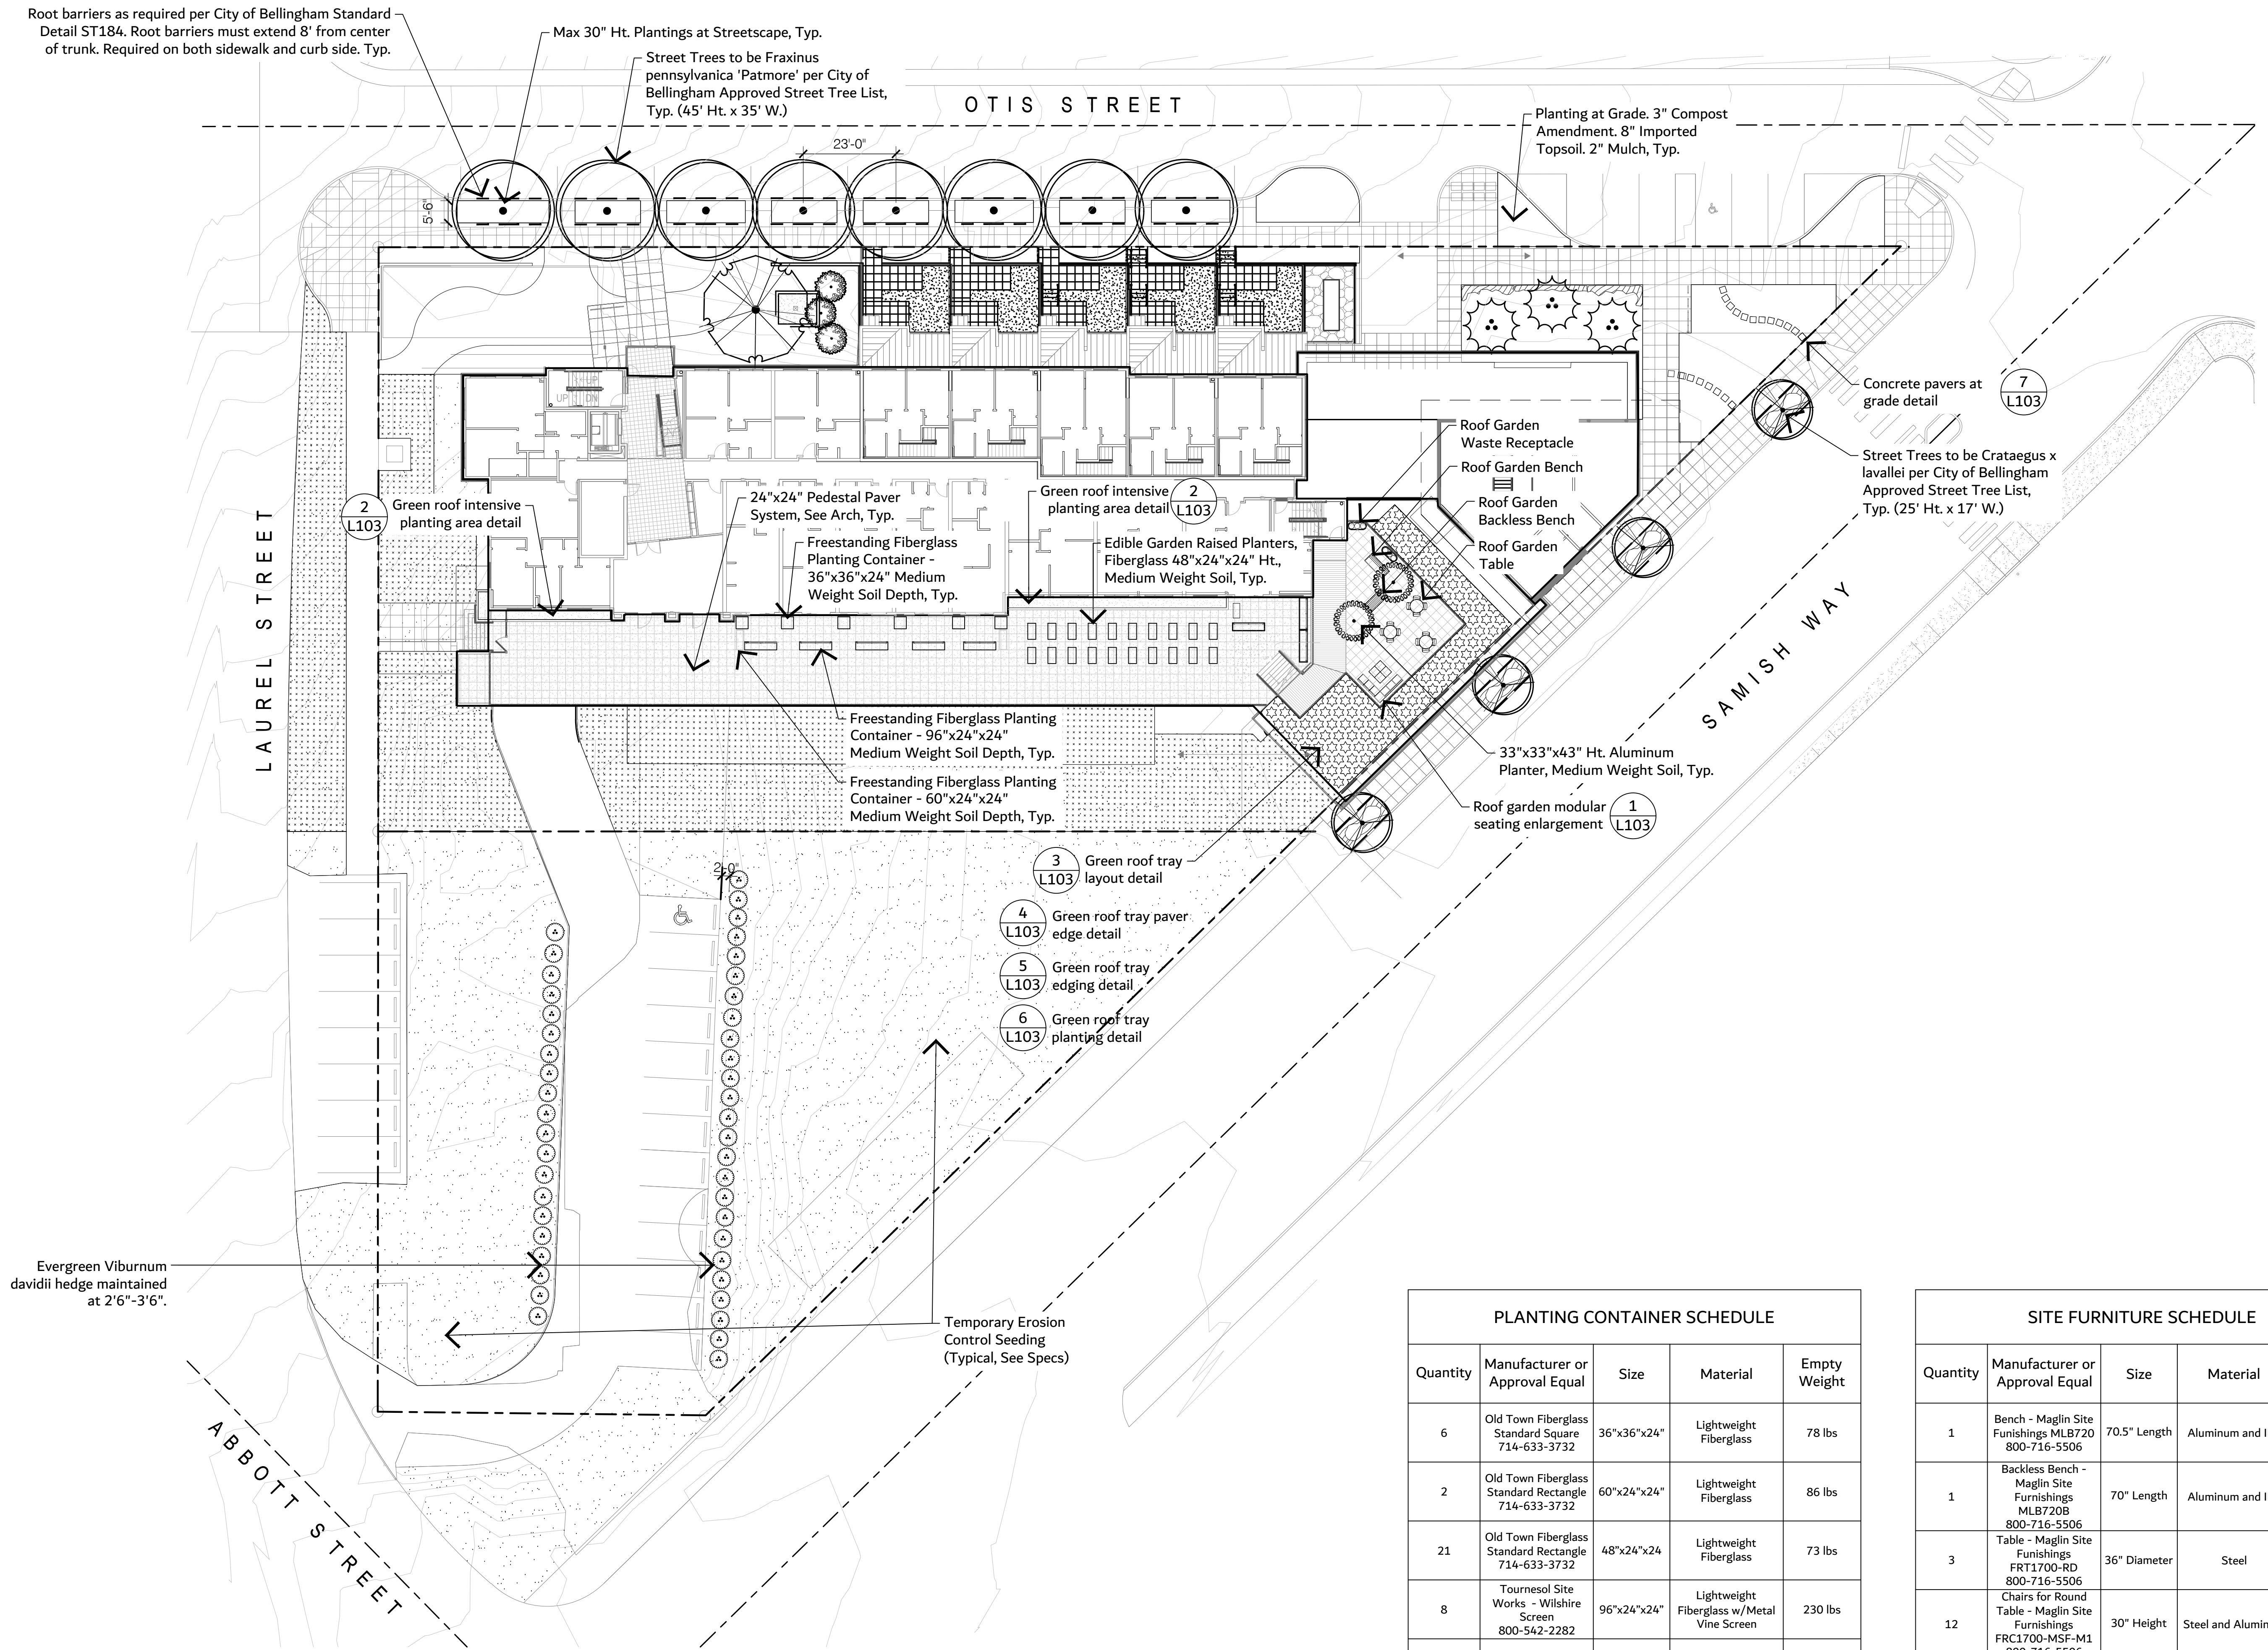 Root barriers as required per City of Bellingham Standard
Detail ST184. Root barriers must extend 8' from center
of trunk. Required on both sidewalk and curb side. Typ.
Max 30" Ht. Plantings at Streetscape, Typ.
Street Trees to be Fraxinus
pennsylvanica 'Patmore' per City of
Bellingham Approved Street Tree List,
Typ. (45' Ht. x 35' W.)
OTIS STREET
Planting at Grade. 3" Compost
Amendment. 8" Imported
Topsoil. 2" Mulch, Typ.
23'-0"
5'-6"
Concrete pavers at
grade detail
7
L103
Street Trees to be Crataegus x
lavallei per City of Bellingham
Approved Street Tree List,
Typ. (25' Ht. x 17' W.)
UP
UP DN
Roof Garden
Waste Receptacle
Roof Garden Bench
Roof Garden
Backless Bench
Roof Garden
Table
2
L103
Green roof intensive
planting area detail
24"x24" Pedestal Paver
System, See Arch, Typ.
Freestanding Fiberglass
Planting Container -
36"x36"x24" Medium
Weight Soil Depth, Typ.
Green roof intensive
planting area detail
2
L103
Edible Garden Raised Planters,
Fiberglass 48"x24"x24" Ht.,
Medium Weight Soil, Typ.
LAUREL STREET
SAMISH WAY
Freestanding Fiberglass Planting
Container - 96"x24"x24"
Medium Weight Soil Depth, Typ.
Freestanding Fiberglass Planting
Container - 60"x24"x24"
Medium Weight Soil Depth, Typ.
33"x33"x43" Ht. Aluminum
Planter, Medium Weight Soil, Typ.
Roof garden modular
seating enlargement
1
L103
2'-0"
3
L103
Green roof tray
layout detail
4
L103
Green roof tray paver
edge detail
5
L103
Green roof tray
edging detail
6
L103
Green roof tray
planting detail
Evergreen Viburnum
davidii hedge maintained
at 2'6"-3'6".
Temporary Erosion
Control Seeding
(Typical, See Specs)
ABBOTT STREET
PLANTING CONTAINER SCHEDULE
Quantity
Manufacturer or
Approval Equal
Size
Material
Empty
Weight
6
Old Town Fiberglass
Standard Square
714-633-3732
36"x36"x24"
Lightweight
Fiberglass
78 lbs
2
Old Town Fiberglass
Standard Rectangle
714-633-3732
60"x24"x24"
Lightweight
Fiberglass
86 lbs
21
Old Town Fiberglass
Standard Rectangle
714-633-3732
48"x24"x24
Lightweight
Fiberglass
73 lbs
8
Tournesol Site
Works - Wilshire
Screen
800-542-2282
96"x24"x24"
Lightweight
Fiberglass w/Metal
Vine Screen
230 lbs
SITE FURNITURE SCHEDULE
Quantity
Manufacturer or
Approval Equal
Size
Material
1
Bench - Maglin Site
Funishings MLB720
800-716-5506
70.5" Length
Aluminum and I
1
Backless Bench -
Maglin Site
Furnishings
MLB720B
800-716-5506
70" Length
Aluminum and I
3
Table - Maglin Site
Funishings
FRT1700-RD
800-716-5506
36" Diameter
Steel
12
Chairs for Round
Table - Maglin Site
Furnishings
FRC1700-MSF-M1
800-716-5506
30" Height
Steel and Alumin